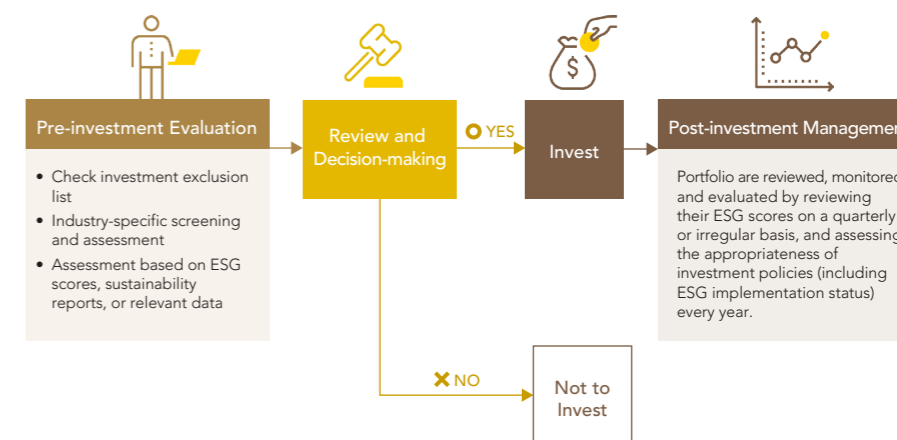 $
Pre-investment Evaluation
• Check investment exclusion
list
• Industry-specific screening
and assessment
• Assessment based on ESG
scores, sustainability
reports, or relevant data
Review and
Decision-making
YES
Invest
Post-investment Managemen
Portfolio are reviewed, monitored
and evaluated by reviewing
their ESG scores on a quarterly
or irregular basis, and assessing
the appropriateness of
investment policies (including
ESG implementation status)
every year.
NO
Not to
Invest